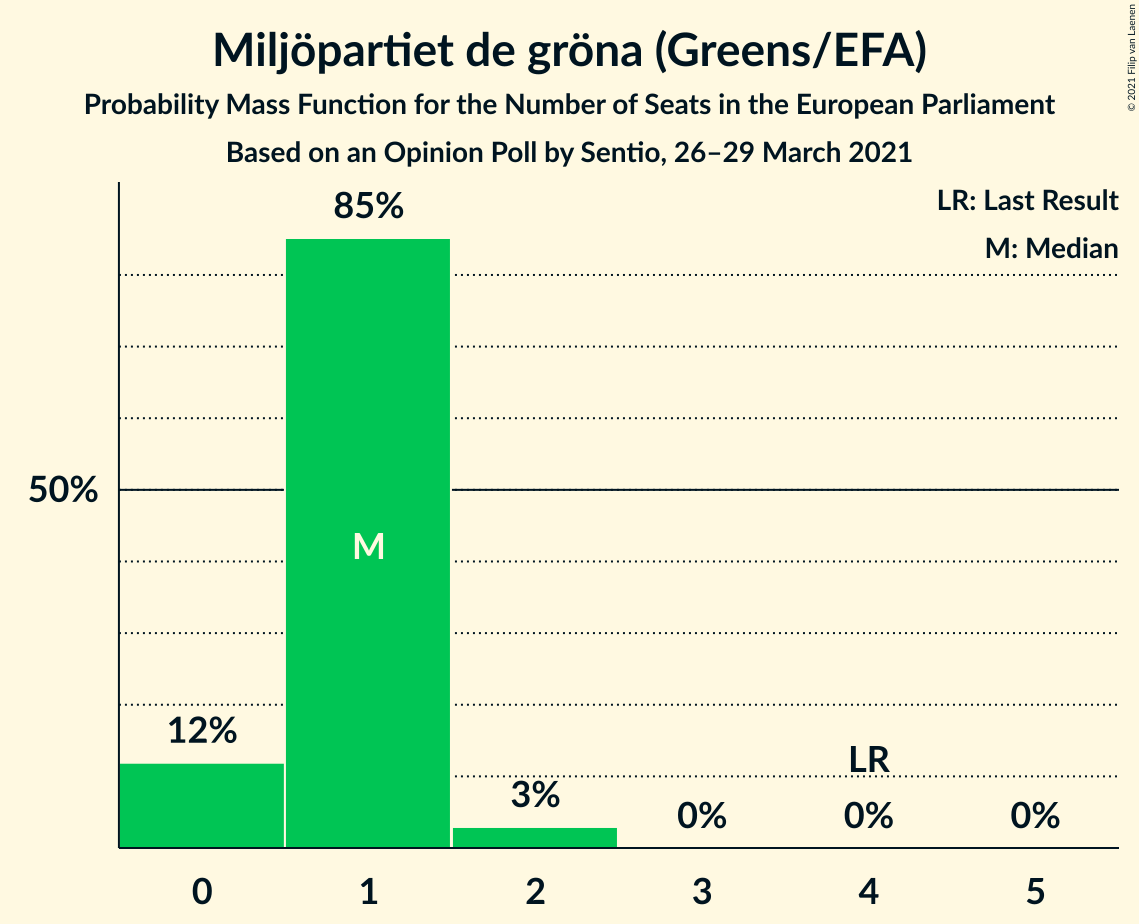 Miljöpartiet de gröna (Greens/EFA)
Probability Mass Function for the Number of Seats in the European Parliament
Based on an Opinion Poll by Sentio, 26–29 March 2021
© 2021 Filip van Laenen
LR: Last Result
M: Median
85%
50%
M
12%
3%
0%
LR
0%
0%
0 1 2 3 4 5